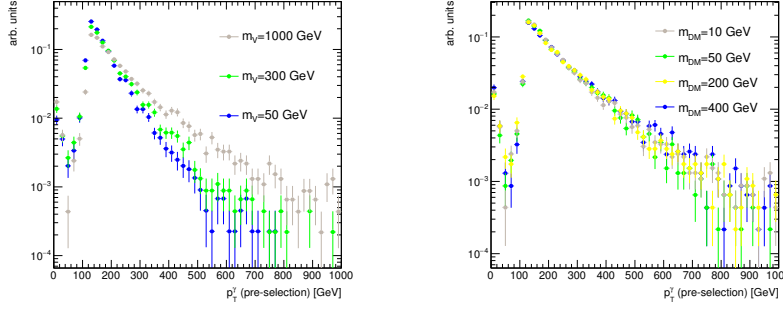 arb. units
m_V=1000 GeV
m_V=300 GeV
m_V=50 GeV
10⁻¹
10⁻²
10⁻³
10⁻⁴
0 100 200 300 400 500 600 700 800 900 1000
p_T^γ (pre-selection) [GeV]
arb. units
m_DM=10 GeV
m_DM=50 GeV
m_DM=200 GeV
m_DM=400 GeV
10⁻¹
10⁻²
10⁻³
10⁻⁴
0 100 200 300 400 500 600 700 800 900 1000
p_T^γ (pre-selection) [GeV]